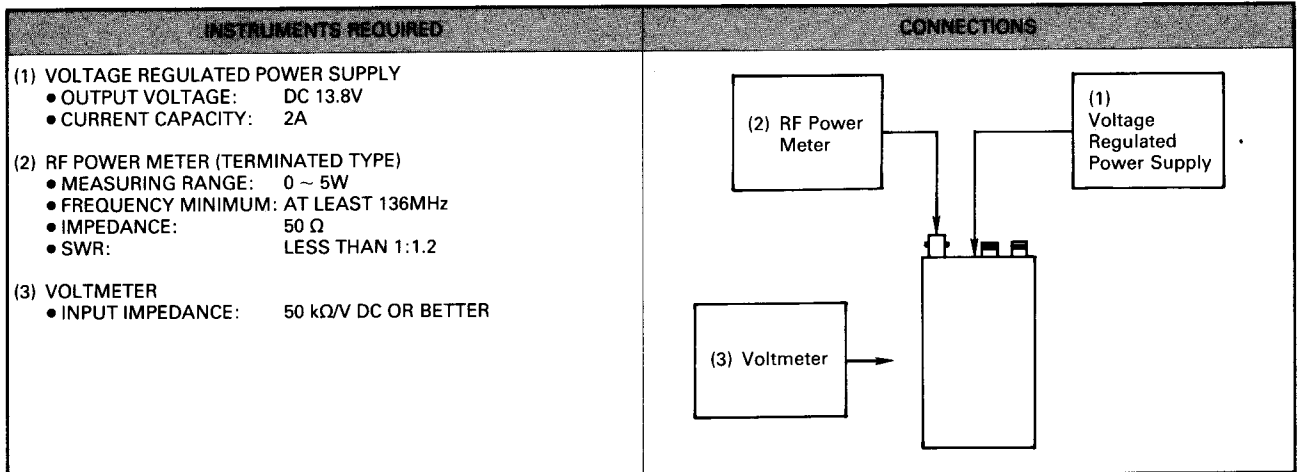 INSTRUMENTS REQUIRED
CONNECTIONS
(1) VOLTAGE REGULATED POWER SUPPLY
● OUTPUT VOLTAGE: DC 13.8V
● CURRENT CAPACITY: 2A
(2) RF POWER METER (TERMINATED TYPE)
● MEASURING RANGE: 0 ~ 5W
● FREQUENCY MINIMUM: AT LEAST 136MHz
● IMPEDANCE: 50 Ω
● SWR: LESS THAN 1:1.2
(3) VOLTMETER
● INPUT IMPEDANCE: 50 kΩ/V DC OR BETTER
(2) RF Power
Meter
(1)
Voltage
Regulated
Power Supply
(3) Voltmeter